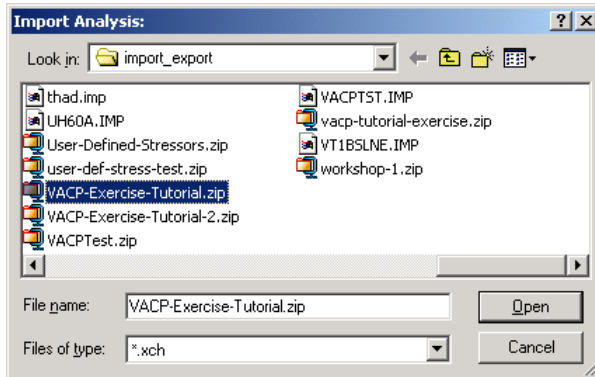 Import Analysis:
Look in: import_export
thad.imp
UH60A.IMP
User-Defined-Stressors.zip
user-def-stress-test.zip
VACP-Exercise-Tutorial.zip
VACP-Exercise-Tutorial-2.zip
VACPTest.zip
VACPTST.IMP
vacp-tutorial-exercise.zip
VT1BSLNE.IMP
workshop-1.zip
File name: VACP-Exercise-Tutorial.zip Open
Files of type: *.xch Cancel